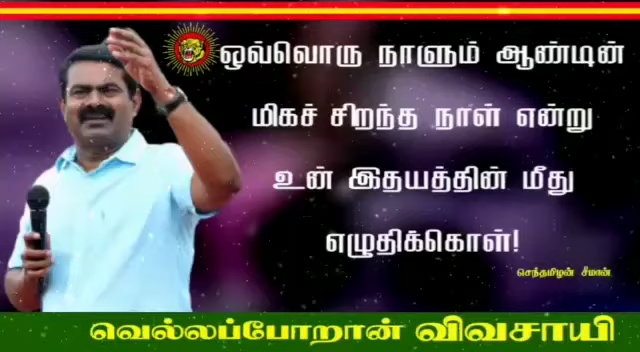 ஒவ்வொரு நாளும் ஆண்டின்
மிகச் சிறந்த நாள் என்று
உன் இதயத்தின் மீது
எழுதிக்கொள்!
செந்தமிழன் சீமான்
வெல்லப்போறான் விவசாயி